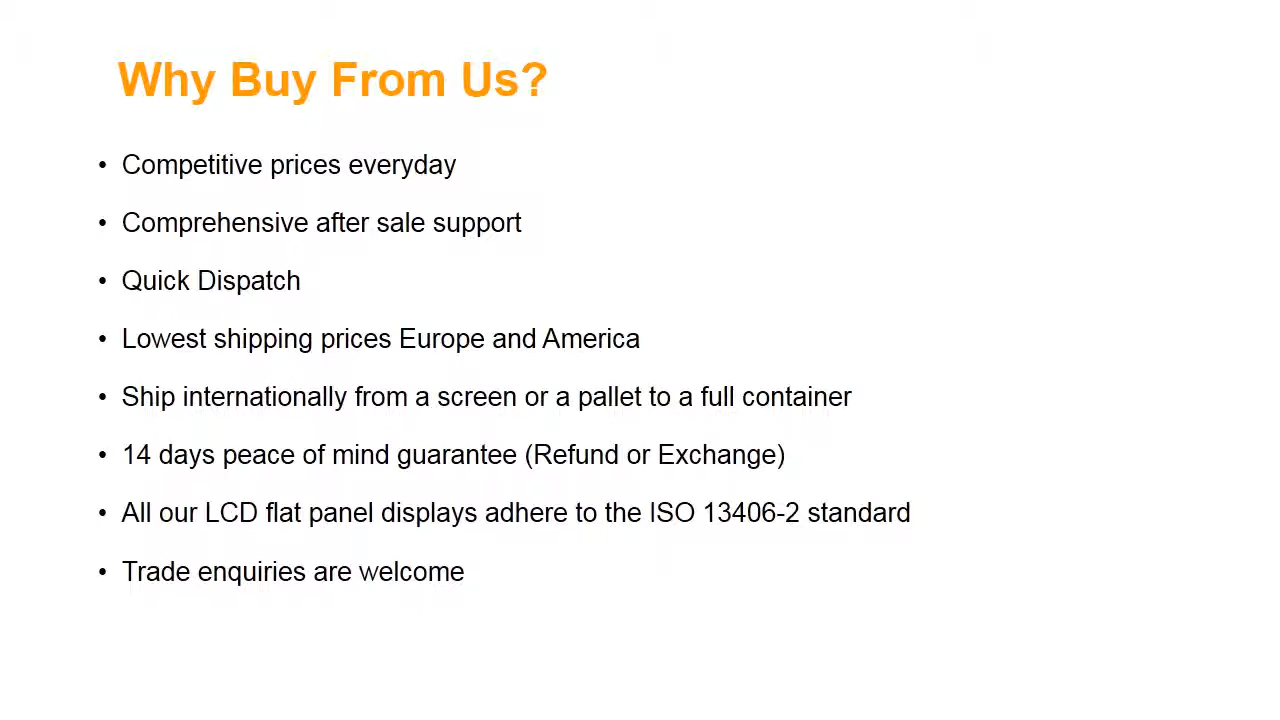 Why Buy From Us?
• Competitive prices everyday
• Comprehensive after sale support
• Quick Dispatch
• Lowest shipping prices Europe and America
• Ship internationally from a screen or a pallet to a full container
• 14 days peace of mind guarantee (Refund or Exchange)
• All our LCD flat panel displays adhere to the ISO 13406-2 standard
• Trade enquiries are welcome